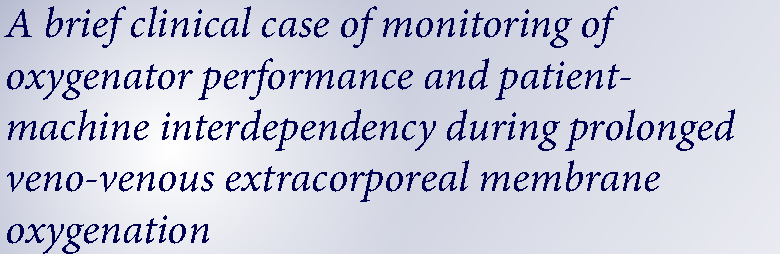 A brief clinical case of monitoring of
oxygenator performance and patient-
machine interdependency during prolonged
veno-venous extracorporeal membrane
oxygenation